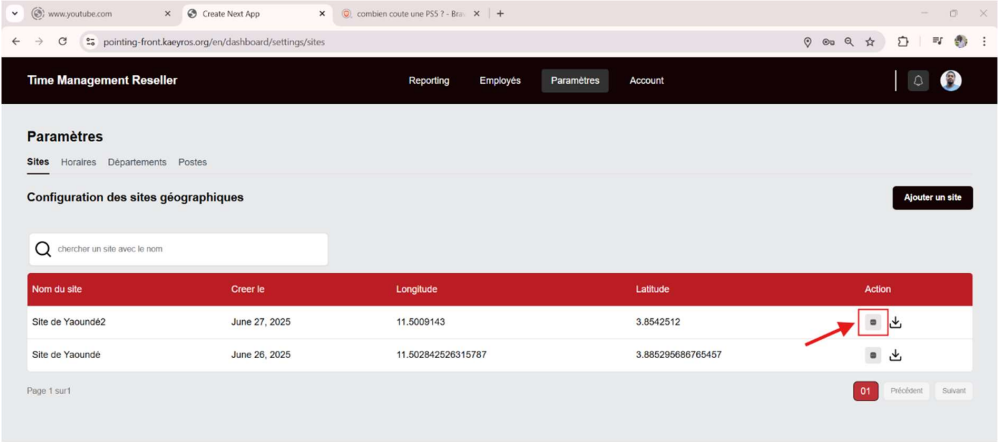 www.youtube.com
Create Next App
combien coute une PS5 ? - Brav
pointing-front.kaeyros.org/en/dashboard/settings/sites
Time Management Reseller
Reporting
Employés
Paramètres
Account
Paramètres
Sites Horaires Départements Postes
Configuration des sites géographiques
Ajouter un site
chercher un site avec le nom
Nom du site Creer le Longitude Latitude Action
Site de Yaoundé2 June 27, 2025 11.5009143 3.8542512
Site de Yaoundé June 26, 2025 11.502842526315787 3.885295686765457
Page 1 sur1
01 Précédent Suivant